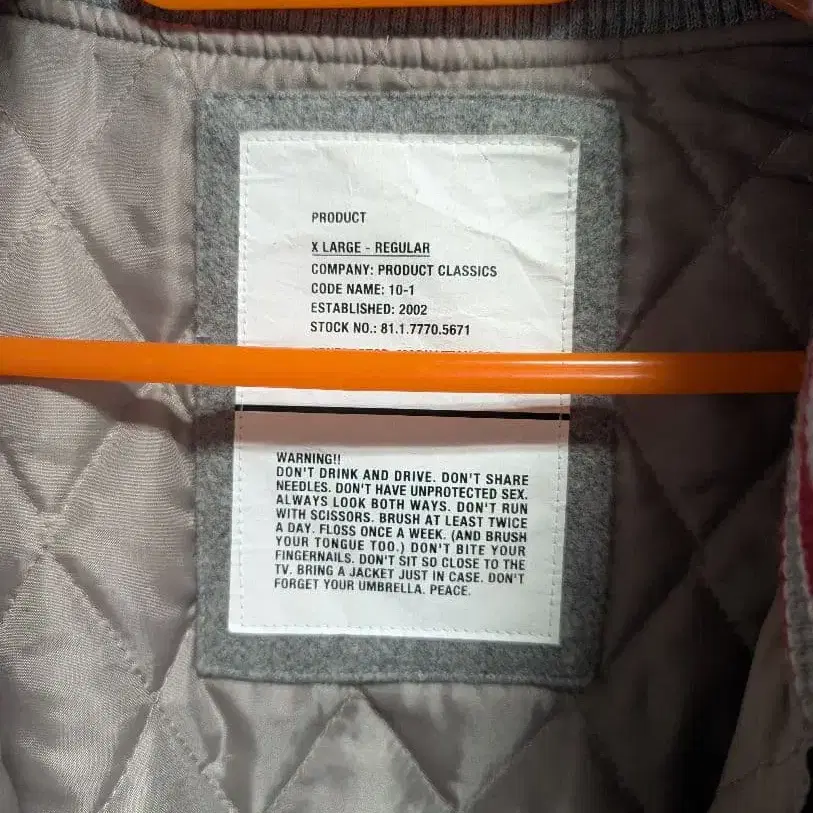 PRODUCT
X LARGE - REGULAR
COMPANY: PRODUCT CLASSICS
CODE NAME: 10-1
ESTABLISHED: 2002
STOCK NO.: 81.1.7770.5671
WARNING!!
DON'T DRINK AND DRIVE. DON'T SHARE
NEEDLES. DON'T HAVE UNPROTECTED SEX.
ALWAYS LOOK BOTH WAYS. DON'T RUN
WITH SCISSORS. BRUSH AT LEAST TWICE
A DAY. FLOSS ONCE A WEEK. (AND BRUSH
YOUR TONGUE TOO.) DON'T BITE YOUR
FINGERNAILS. DON'T SIT SO CLOSE TO THE
TV. BRING A JACKET JUST IN CASE. DON'T
FORGET YOUR UMBRELLA. PEACE.